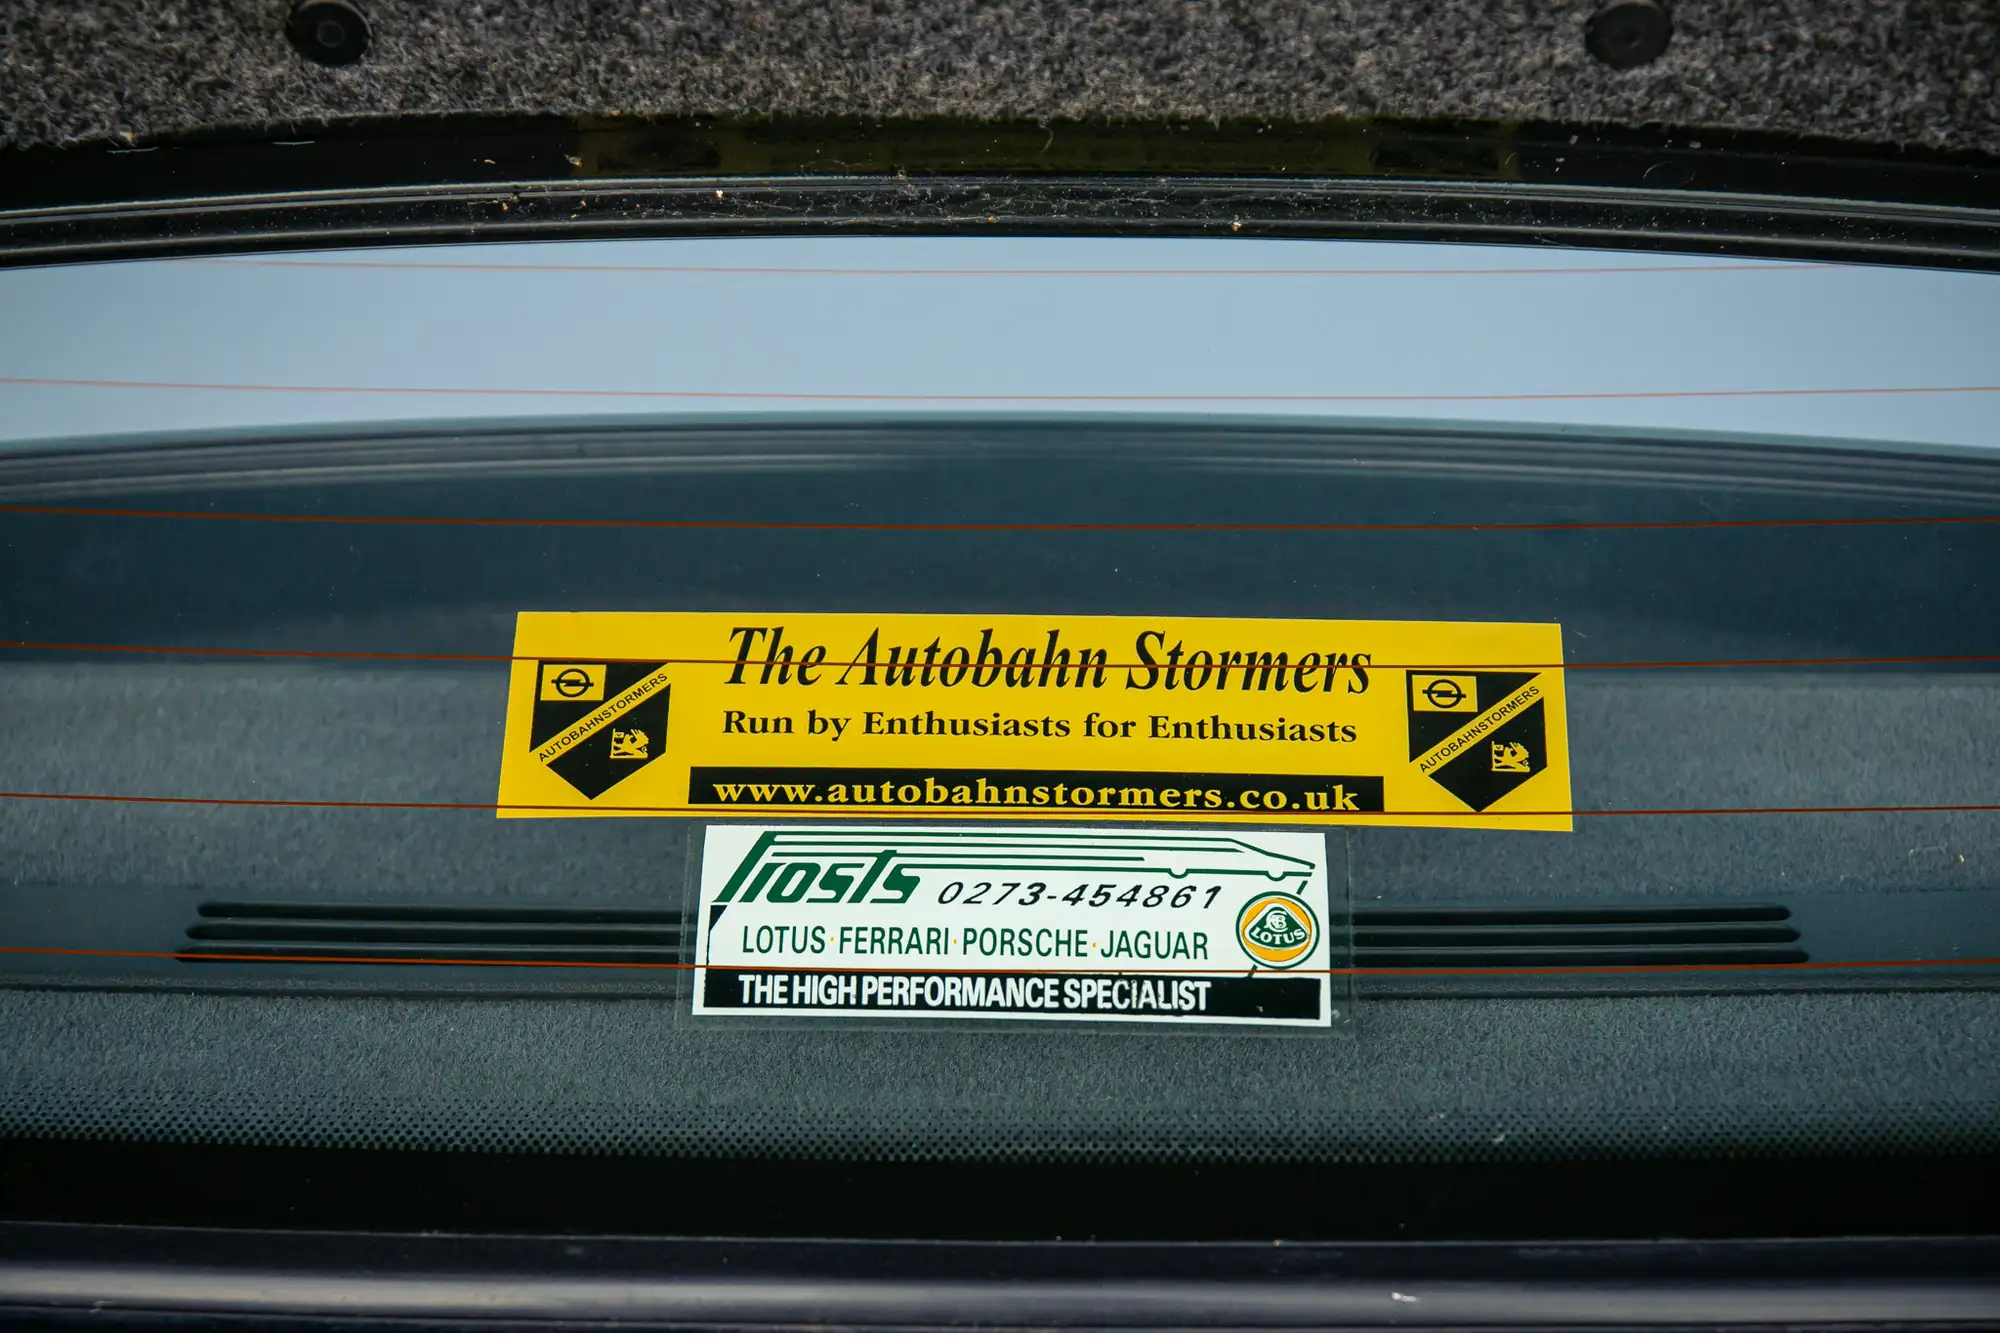 The Autobahn Stormers
Run by Enthusiasts for Enthusiasts
www.autobahnstormers.co.uk
AUTOBAHNSTORMERS
AUTOBAHNSTORMERS
Frosts 0273-454861
LOTUS·FERRARI·PORSCHE·JAGUAR
LOTUS
THE HIGH PERFORMANCE SPECIALIST